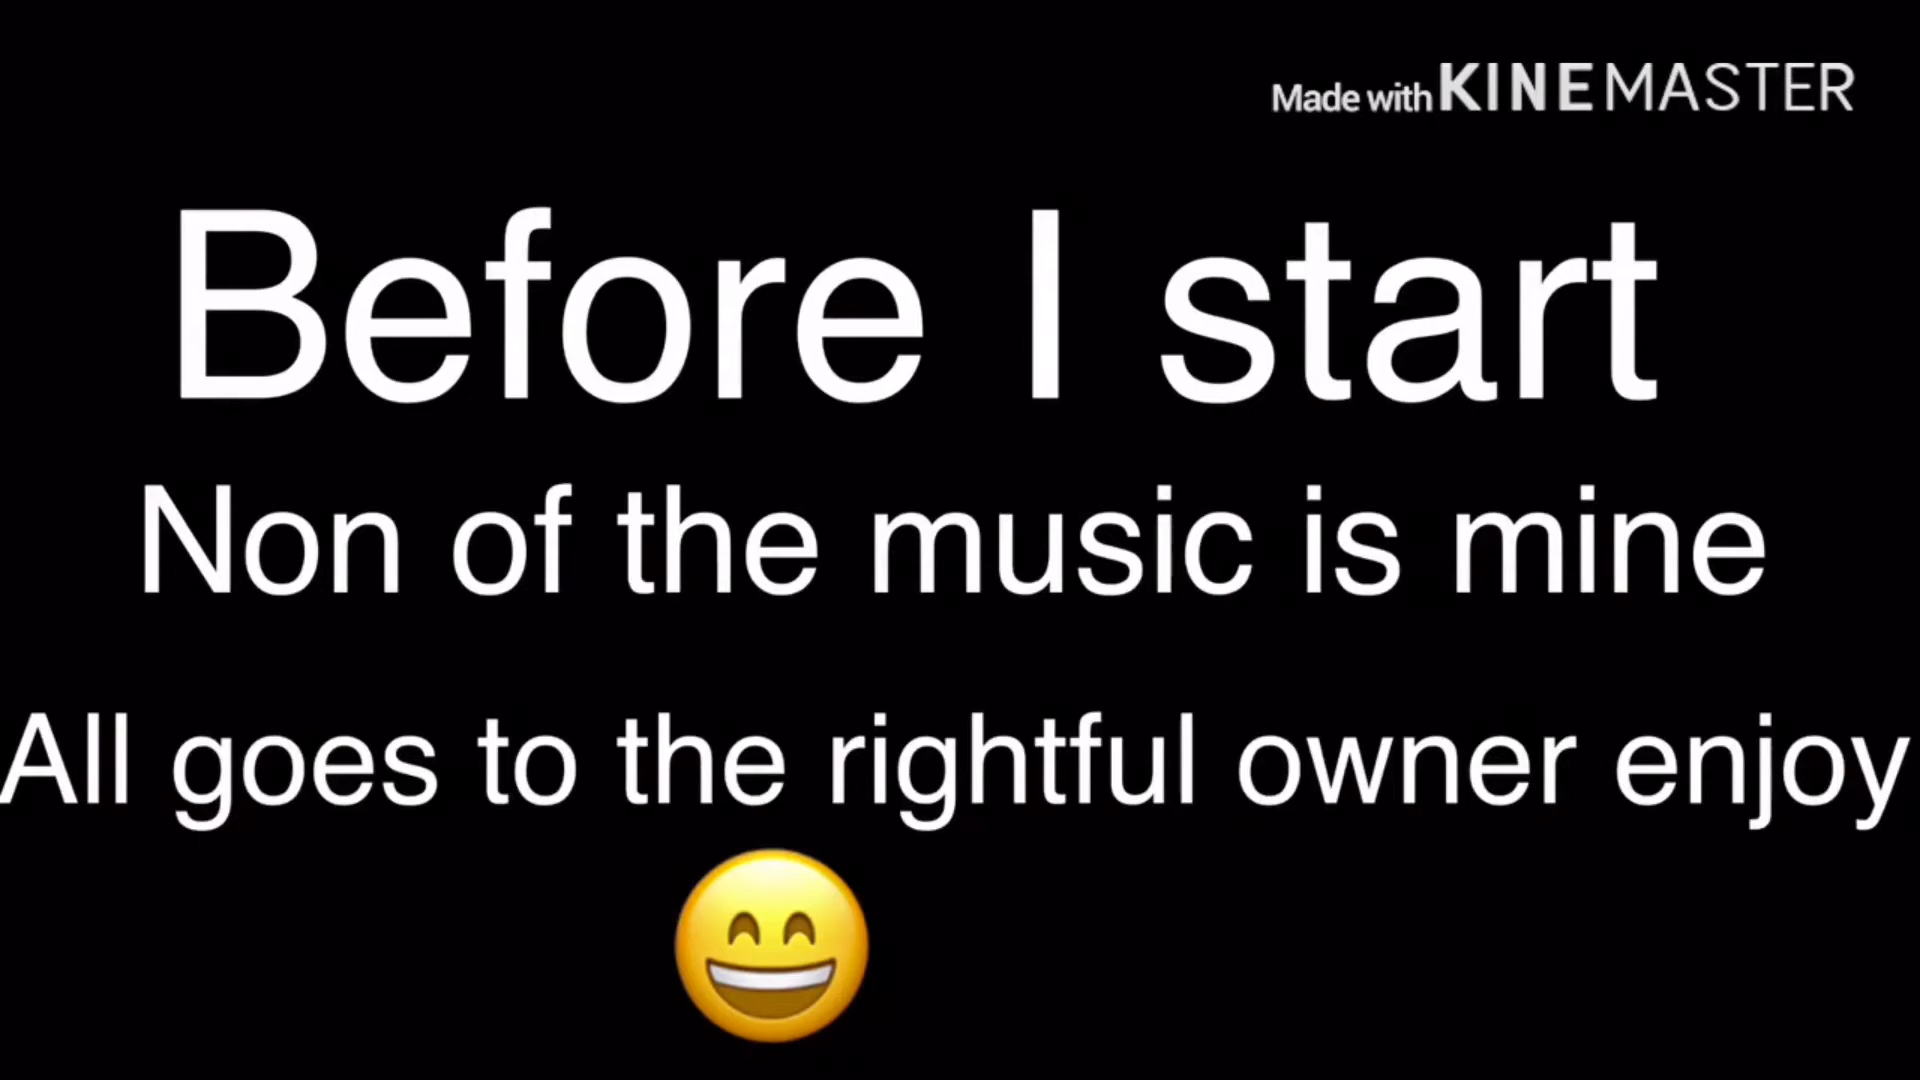 Made with KINEMASTER
Before I start
Non of the music is mine
All goes to the rightful owner enjoy
😄